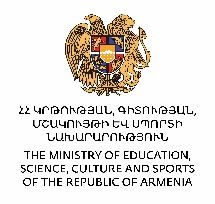 ՀՀ ԿՐԹՈՒԹՅԱՆ, ԳԻՏՈՒԹՅԱՆ,
ՄՇԱԿՈՒՅԹԻ ԵՎ ՍՊՈՐՏԻ
ՆԱԽԱՐԱՐՈՒԹՅՈՒՆ
THE MINISTRY OF EDUCATION,
SCIENCE, CULTURE AND SPORTS
OF THE REPUBLIC OF ARMENIA